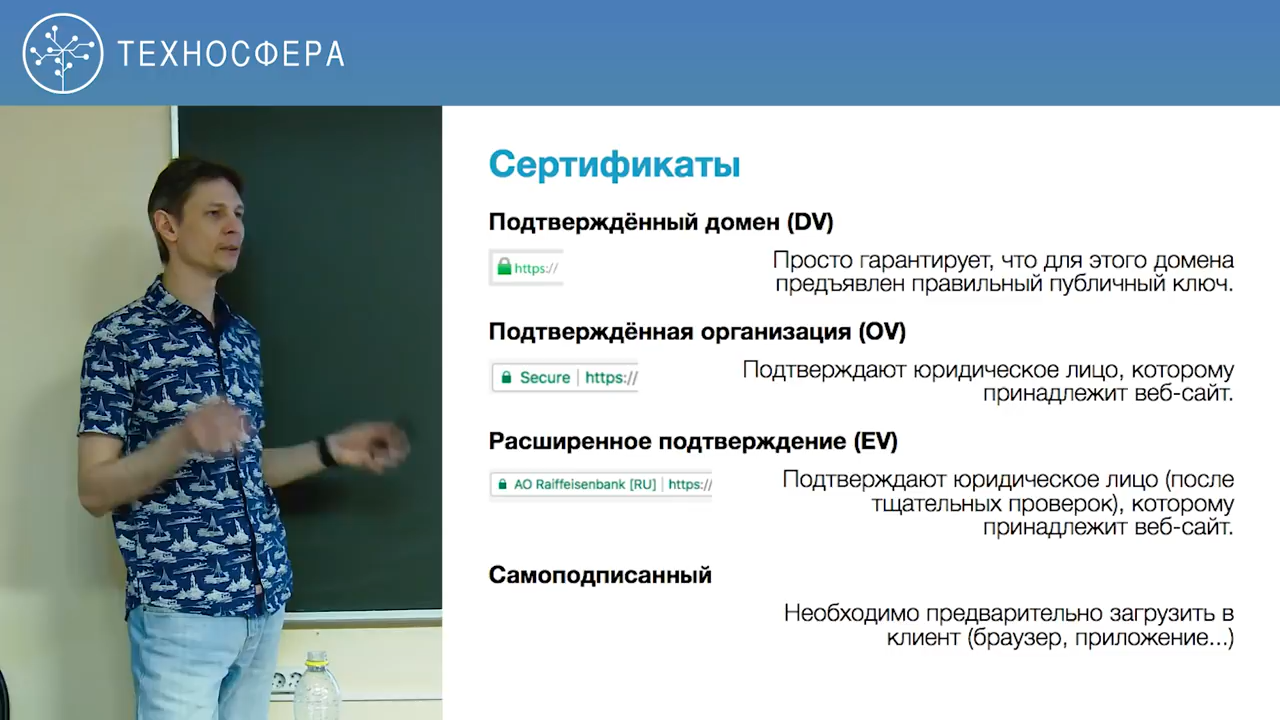 ТЕХНОСФЕРА
Сертификаты
Подтверждённый домен (DV)
https://
Просто гарантирует, что для этого домена
предъявлен правильный публичный ключ.
Подтверждённая организация (OV)
Secure | https://
Подтверждают юридическое лицо, которому
принадлежит веб-сайт.
Расширенное подтверждение (EV)
AO Raiffeisenbank [RU] | https://
Подтверждают юридическое лицо (после
тщательных проверок), которому
принадлежит веб-сайт.
Самоподписанный
Необходимо предварительно загрузить в
клиент (браузер, приложение...)